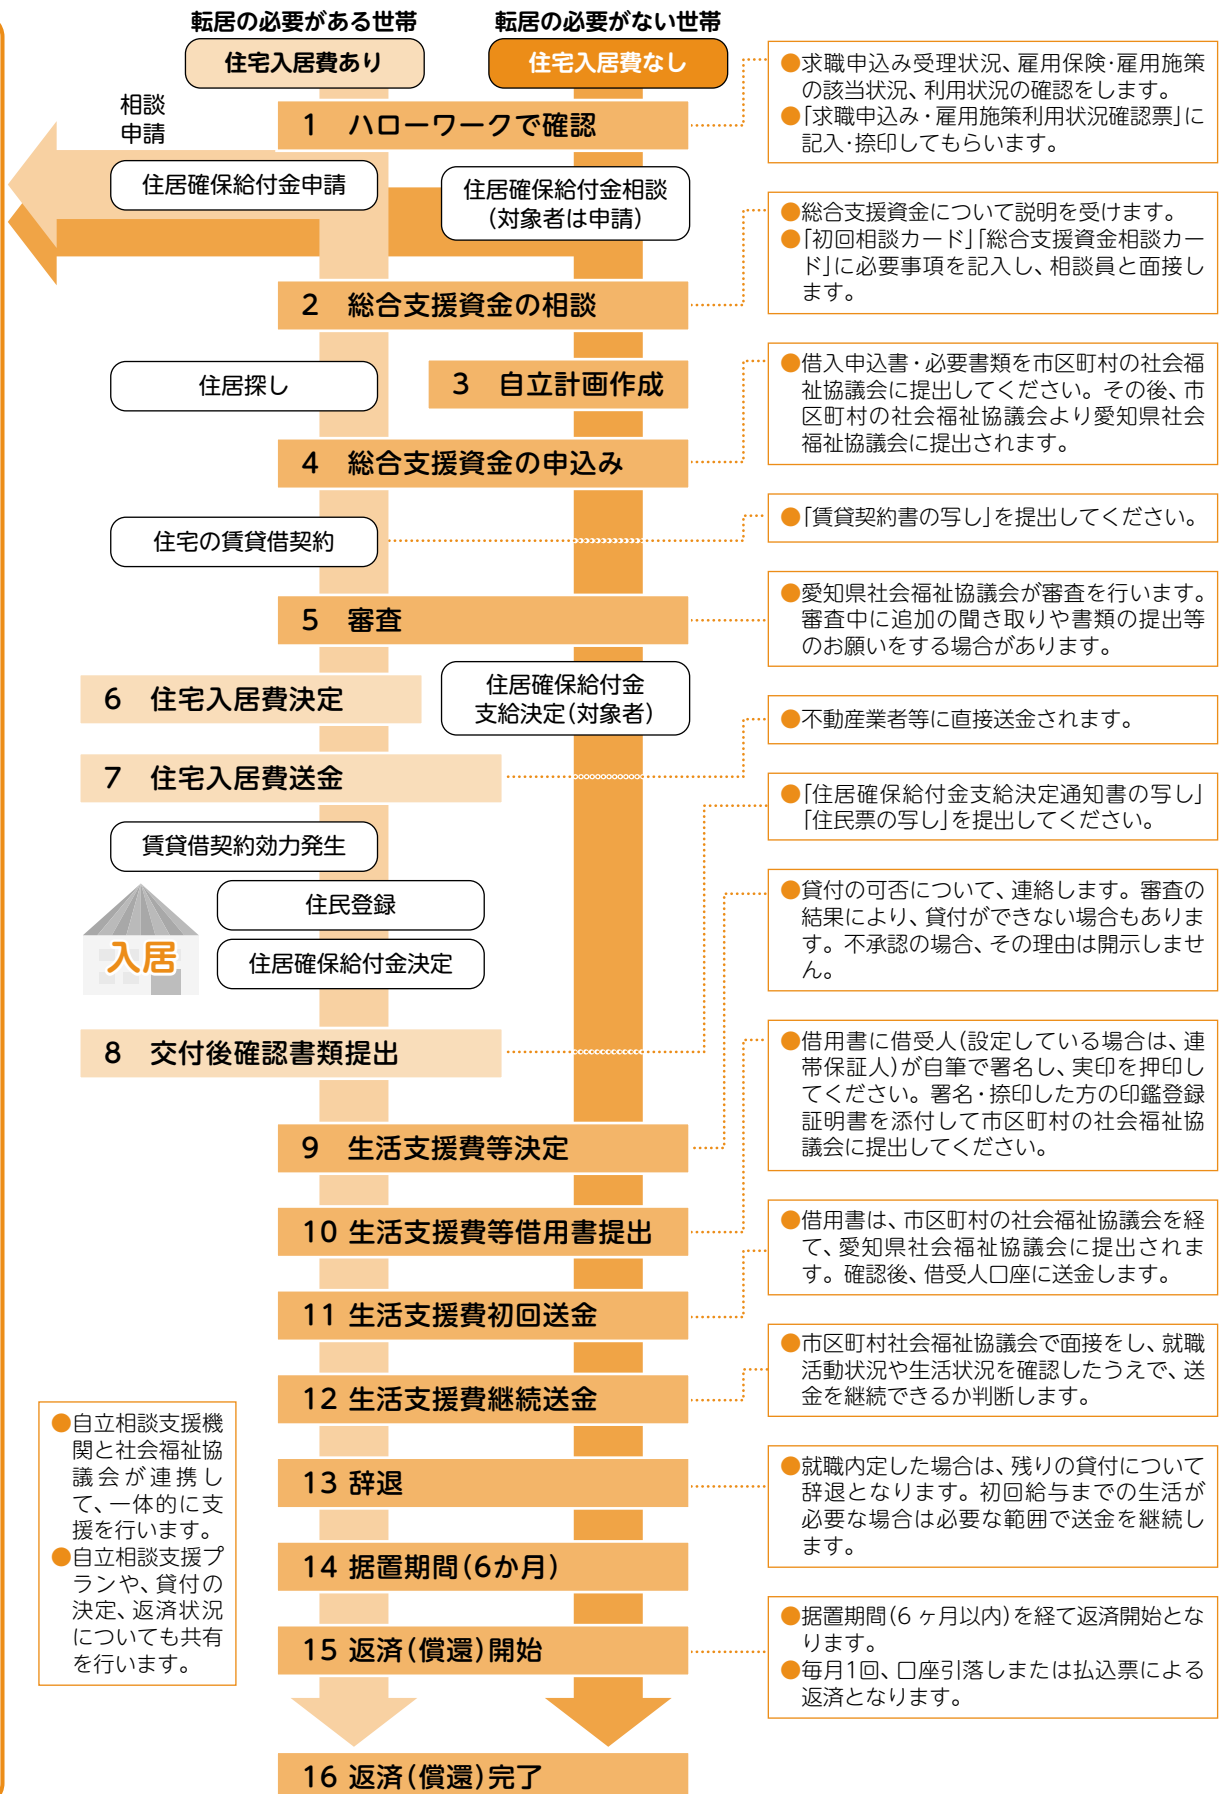 転居の必要がある世帯
転居の必要がない世帯
住宅入居費あり
住宅入居費なし
相談
申請
1 ハローワークで確認
●求職申込み受理状況、雇用保険・雇用施策
の該当状況、利用状況の確認をします。
●「求職申込み・雇用施策利用状況確認票」に
記入・捺印してもらいます。
住居確保給付金申請
住居確保給付金相談
(対象者は申請)
2 総合支援資金の相談
●総合支援資金について説明を受けます。
●「初回相談カード」「総合支援資金相談カー
ド」に必要事項を記入し、相談員と面接し
ます。
住居探し
3 自立計画作成
4 総合支援資金の申込み
●借入申込書・必要書類を市区町村の社会福
祉協議会に提出してください。その後、市
区町村の社会福祉協議会より愛知県社会
福祉協議会に提出されます。
住宅の賃貸借契約
●「賃貸契約書の写し」を提出してください。
5 審査
●愛知県社会福祉協議会が審査を行います。
審査中に追加の聞き取りや書類の提出等
のお願いをする場合があります。
6 住宅入居費決定
住居確保給付金
支給決定(対象者)
7 住宅入居費送金
●不動産業者等に直接送金されます。
賃貸借契約効力発生
入居
住民登録
住居確保給付金決定
8 交付後確認書類提出
●「住居確保給付金支給決定通知書の写し」
「住民票の写し」を提出してください。
9 生活支援費等決定
●貸付の可否について、連絡します。審査の
結果により、貸付ができない場合もありま
す。不承認の場合、その理由は開示しませ
ん。
10 生活支援費等借用書提出
●借用書に借受人(設定している場合は、連
帯保証人)が自筆で署名し、実印を押印し
てください。署名・捺印した方の印鑑登録
証明書を添付して市区町村の社会福祉協
議会に提出してください。
11 生活支援費初回送金
●借用書は、市区町村の社会福祉協議会を経
て、愛知県社会福祉協議会に提出されま
す。確認後、借受人口座に送金します。
12 生活支援費継続送金
●市区町村社会福祉協議会で面接をし、就職
活動状況や生活状況を確認したうえで、送
金を継続できるか判断します。
13 辞退
●就職内定した場合は、残りの貸付について
辞退となります。初回給与までの生活が
必要な場合は必要な範囲で送金を継続し
ます。
14 据置期間(6か月)
15 返済(償還)開始
●据置期間(6ヶ月以内)を経て返済開始とな
ります。
●毎月1回、口座引落しまたは払込票による
返済となります。
16 返済(償還)完了
●自立相談支援機
関と社会福祉協
議会が連携し
て、一体的に支
援を行います。
●自立相談支援プ
ランや、貸付の
決定、返済状況
についても共有
を行います。